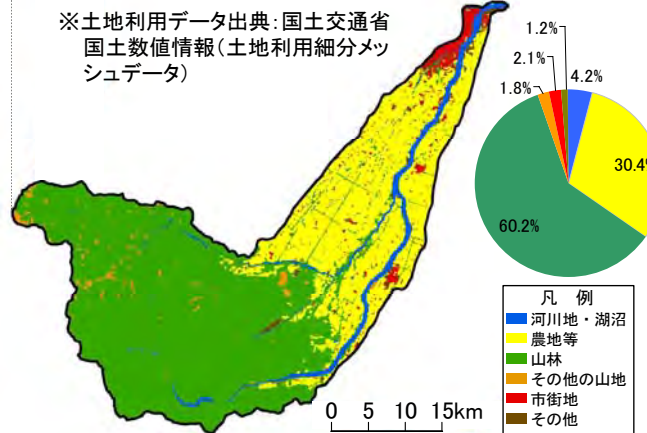 ※土地利用データ出典:国土交通省
国土数値情報(土地利用細分メッ
シュデータ)
1.2%
2.1%
4.2%
1.8%
30.4%
60.2%
凡 例
河川地・湖沼
農地等
山林
その他の山地
市街地
その他
0 5 10 15km